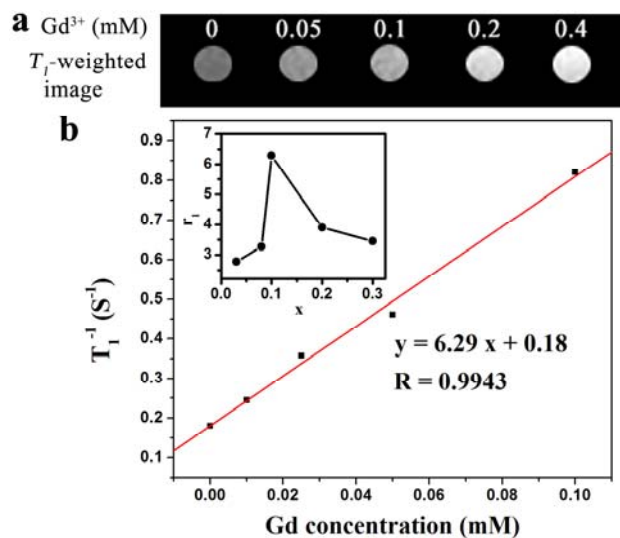 a Gd³⁺ (mM) 0 0.05 0.1 0.2 0.4
T₁-weighted
image
b
0.9
0.8
0.7
0.6
0.5
0.4
0.3
0.2
0.1
T₁⁻¹ (S⁻¹)
7
6
5
4
3
r₁
0.0 0.1 0.2 0.3
x
y = 6.29 x + 0.18
R = 0.9943
0.00 0.02 0.04 0.06 0.08 0.10
Gd concentration (mM)